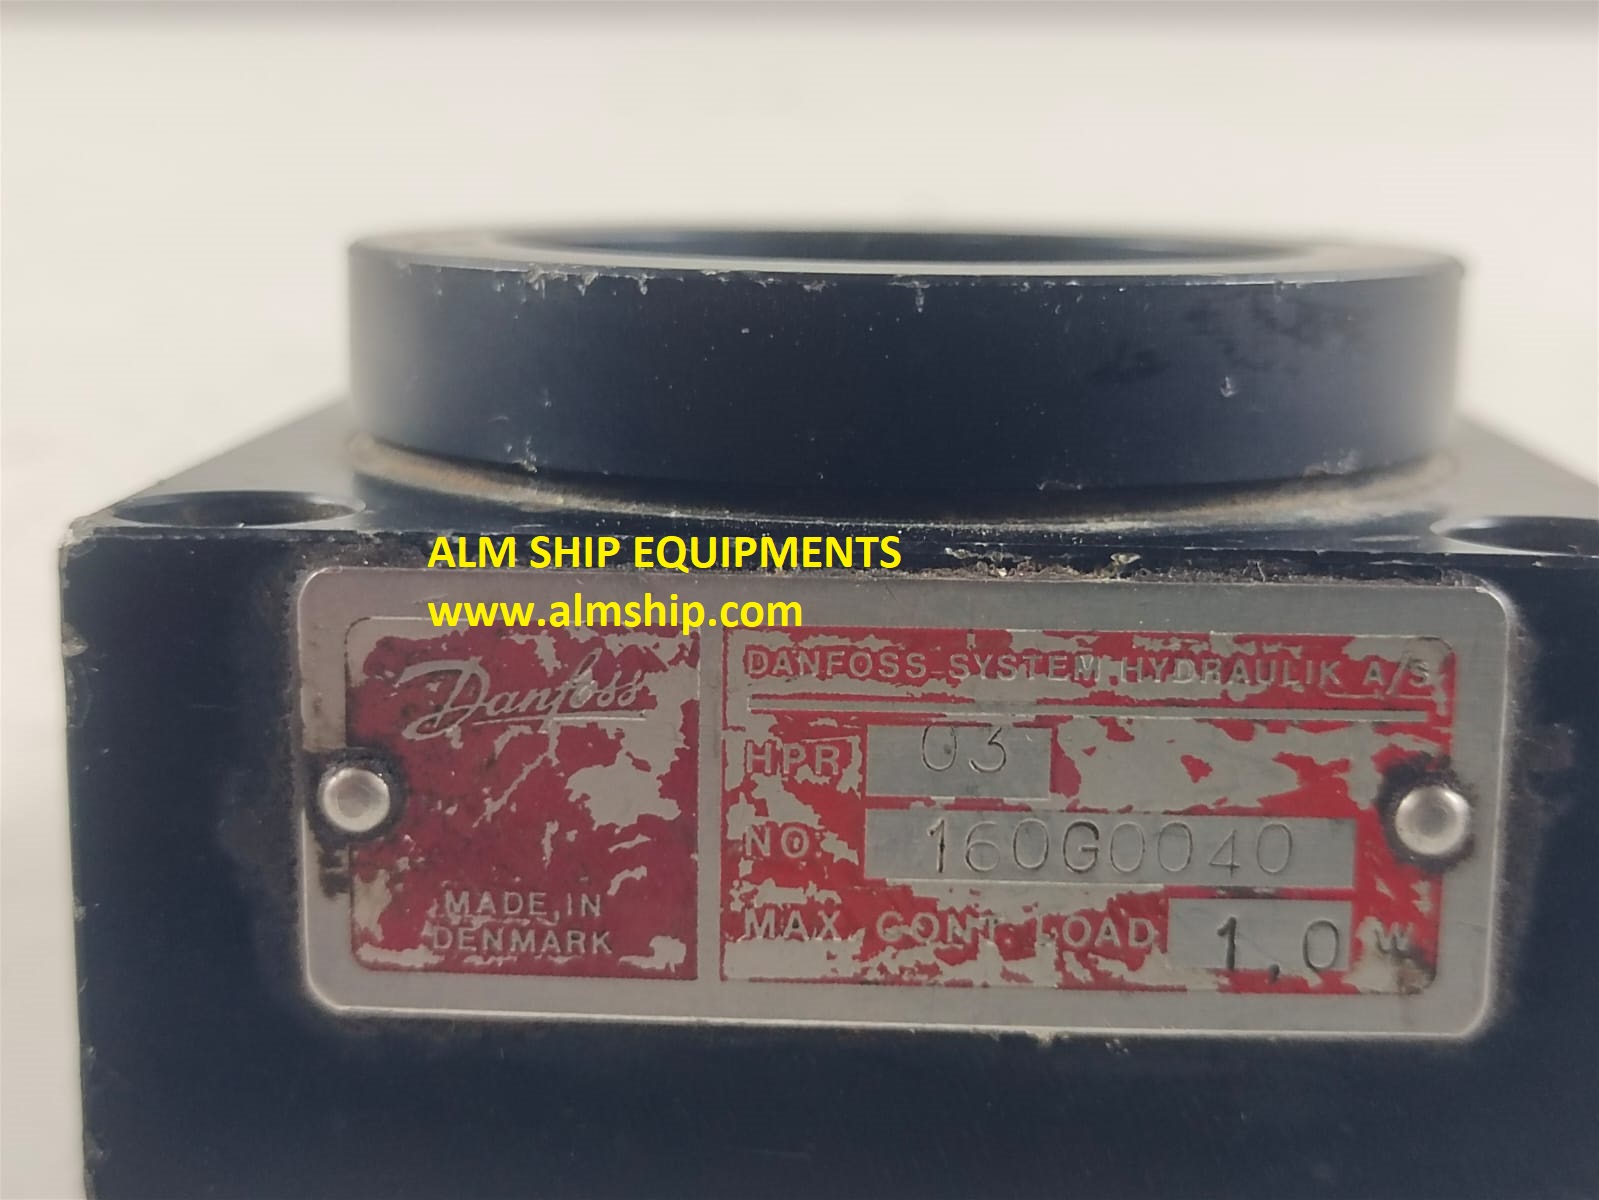 ALM SHIP EQUIPMENTS
www.almship.com
Danfoss
MADE IN
DENMARK
DANFOSS SYSTEM HYDRAULIK A/S
HPR 03
NO. 160G0040
MAX. CONT. LOAD 1,0 W